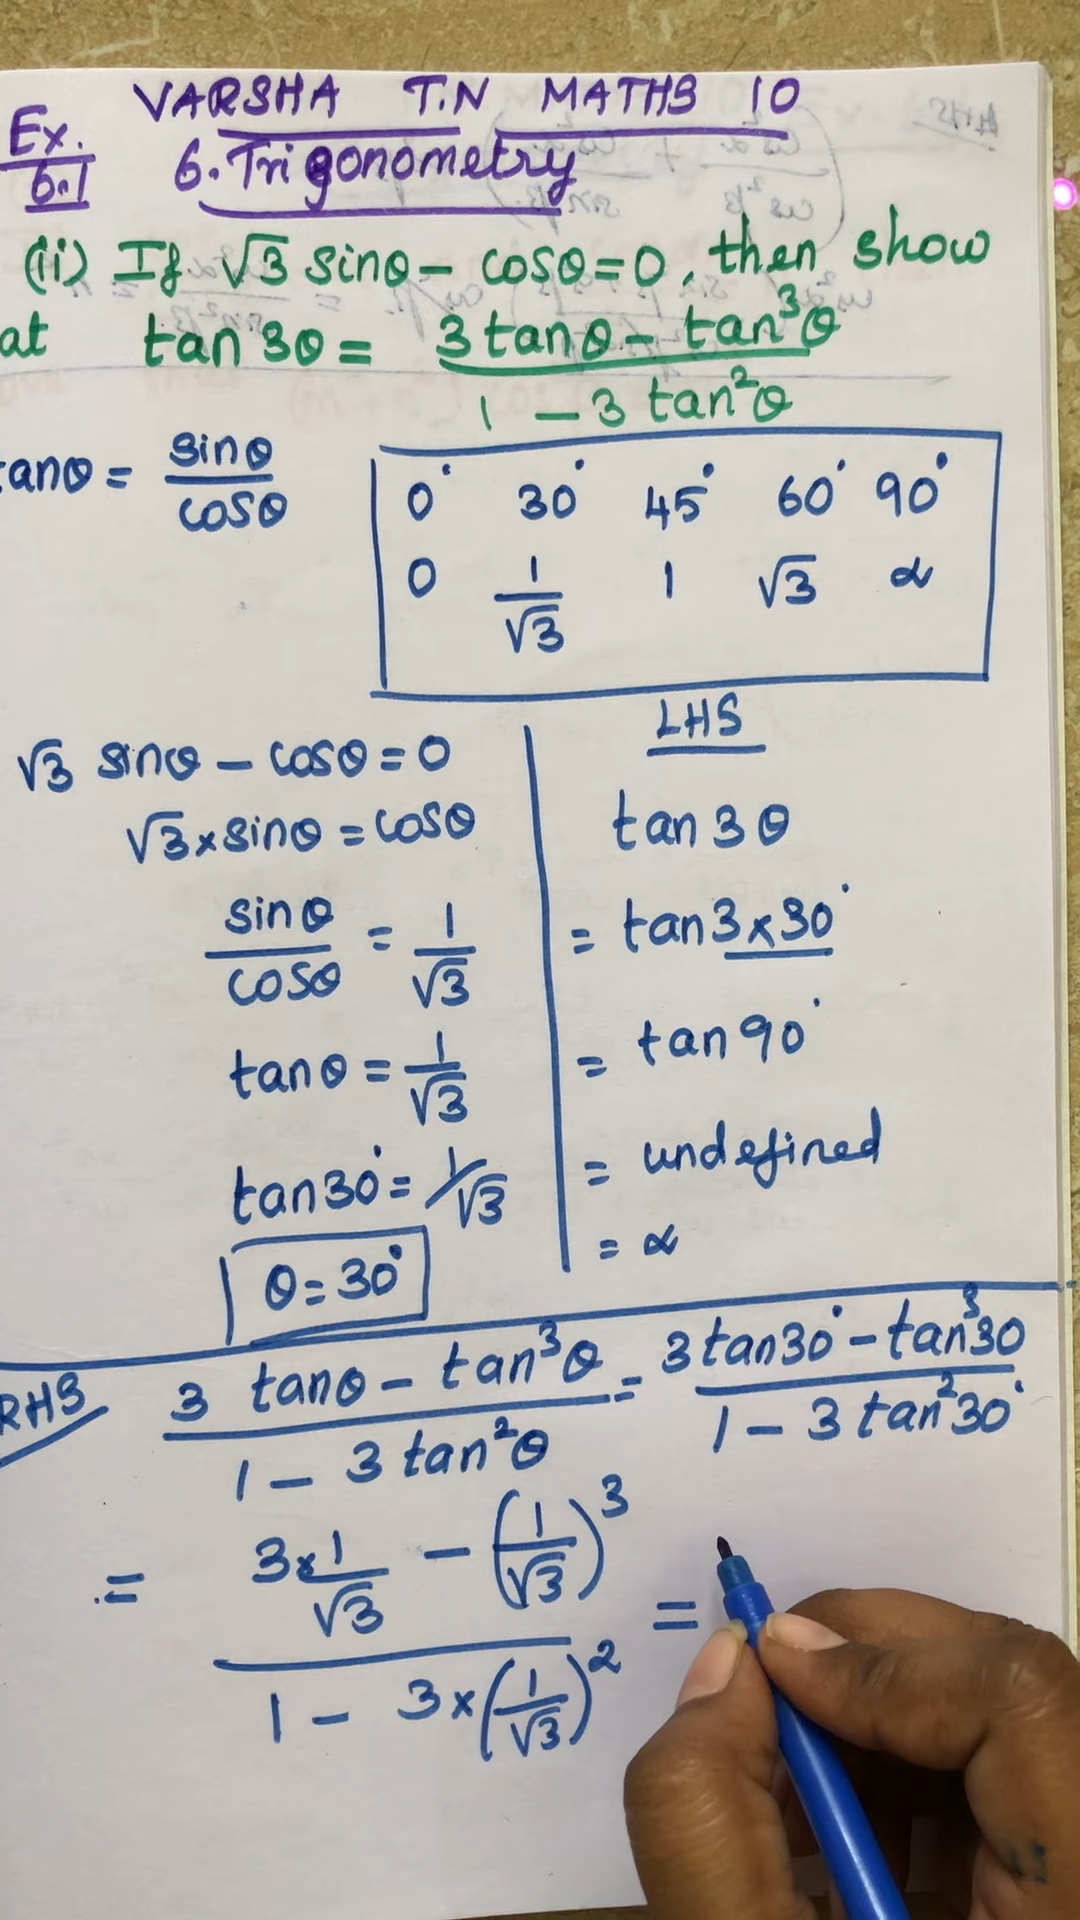 VARSHA T.N MATHS 10
Ex. 6.1
6. Trigonometry
(ii) If √3 sinθ - cosθ = 0, then show
at tan 3θ = (3 tanθ - tan³θ) / (1 - 3 tan²θ)
tanθ = sinθ / cosθ
0° 30° 45° 60° 90°
0 1/√3 1 √3 α
√3 sinθ - cosθ = 0
√3 × sinθ = cosθ
sinθ / cosθ = 1/√3
tanθ = 1/√3
tan 30° = 1/√3
θ = 30°
LHS
tan 3θ
= tan 3×30°
= tan 90°
= undefined
= α
RHS (3 tanθ - tan³θ) / (1 - 3 tan²θ) = (3 tan 30° - tan³30) / (1 - 3 tan²30°)
= (3 × 1/√3 - (1/√3)³) / (1 - 3 × (1/√3)²) =